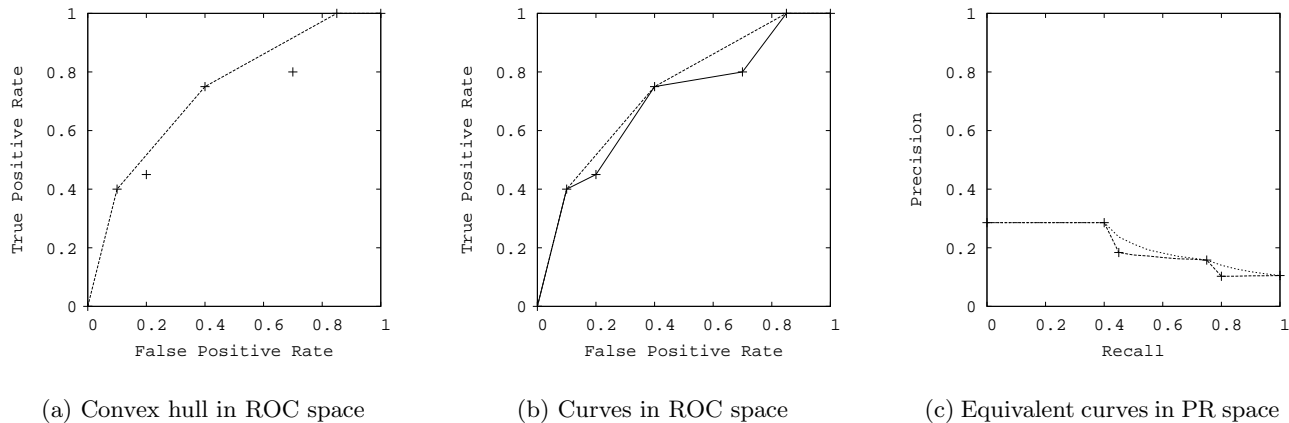 True Positive Rate
1
0.8
0.6
0.4
0.2
0
0 0.2 0.4 0.6 0.8 1
False Positive Rate
(a) Convex hull in ROC space
True Positive Rate
1
0.8
0.6
0.4
0.2
0
0 0.2 0.4 0.6 0.8 1
False Positive Rate
(b) Curves in ROC space
Precision
1
0.8
0.6
0.4
0.2
0
0 0.2 0.4 0.6 0.8 1
Recall
(c) Equivalent curves in PR space